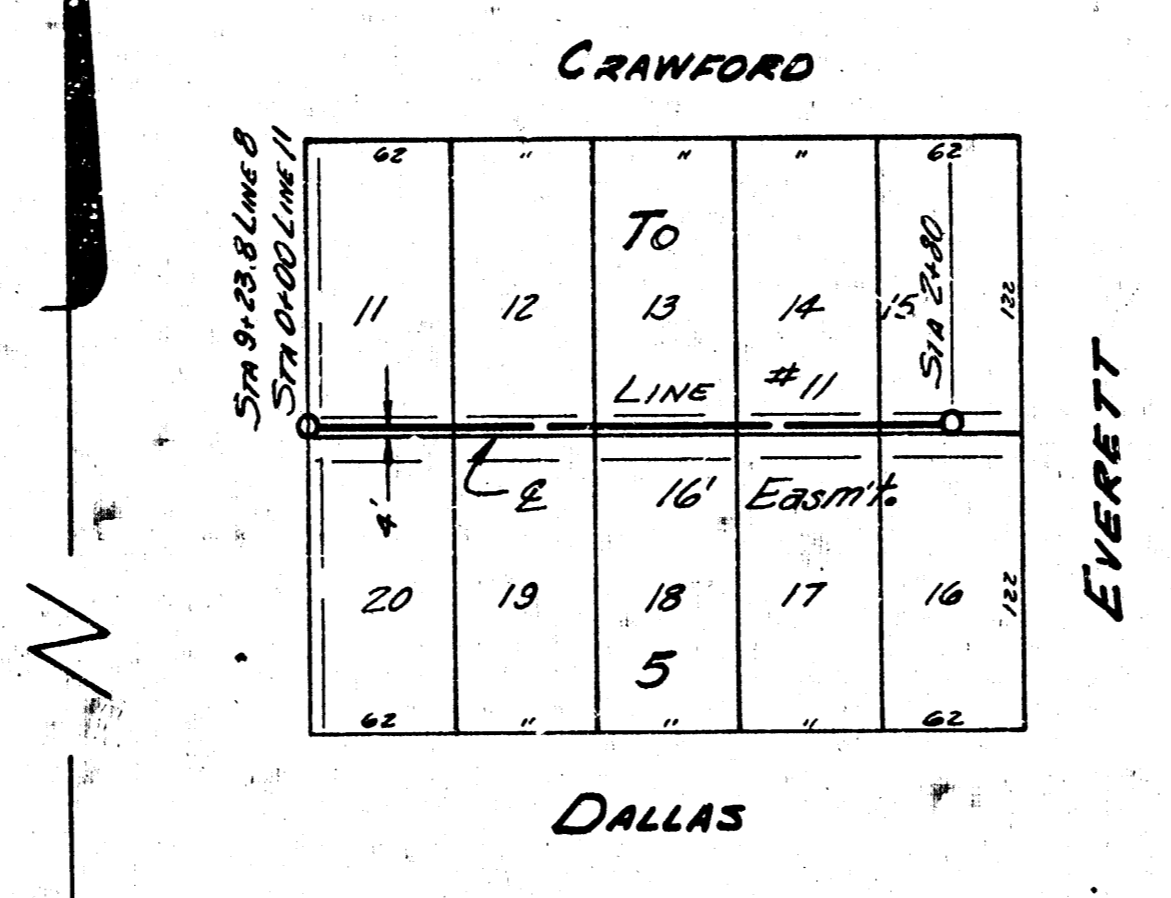 CRAWFORD
STA 9+23.8 LINE 8
STA 0+00 LINE 11
62 " " " 62
To
11 12 13 14 15
STA 2+80
122
LINE #11
4'
℄
16' Easm't.
20 19 18 17 16
122
5
62 " " " 62
EVERETT
DALLAS
N